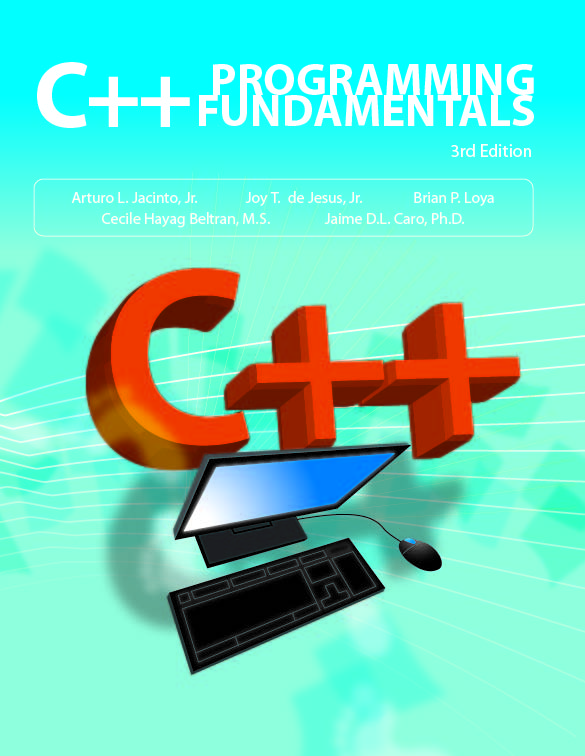 C++ PROGRAMMING
FUNDAMENTALS
3rd Edition
Arturo L. Jacinto, Jr. Joy T. de Jesus, Jr. Brian P. Loya
Cecile Hayag Beltran, M.S. Jaime D.L. Caro, Ph.D.
C++